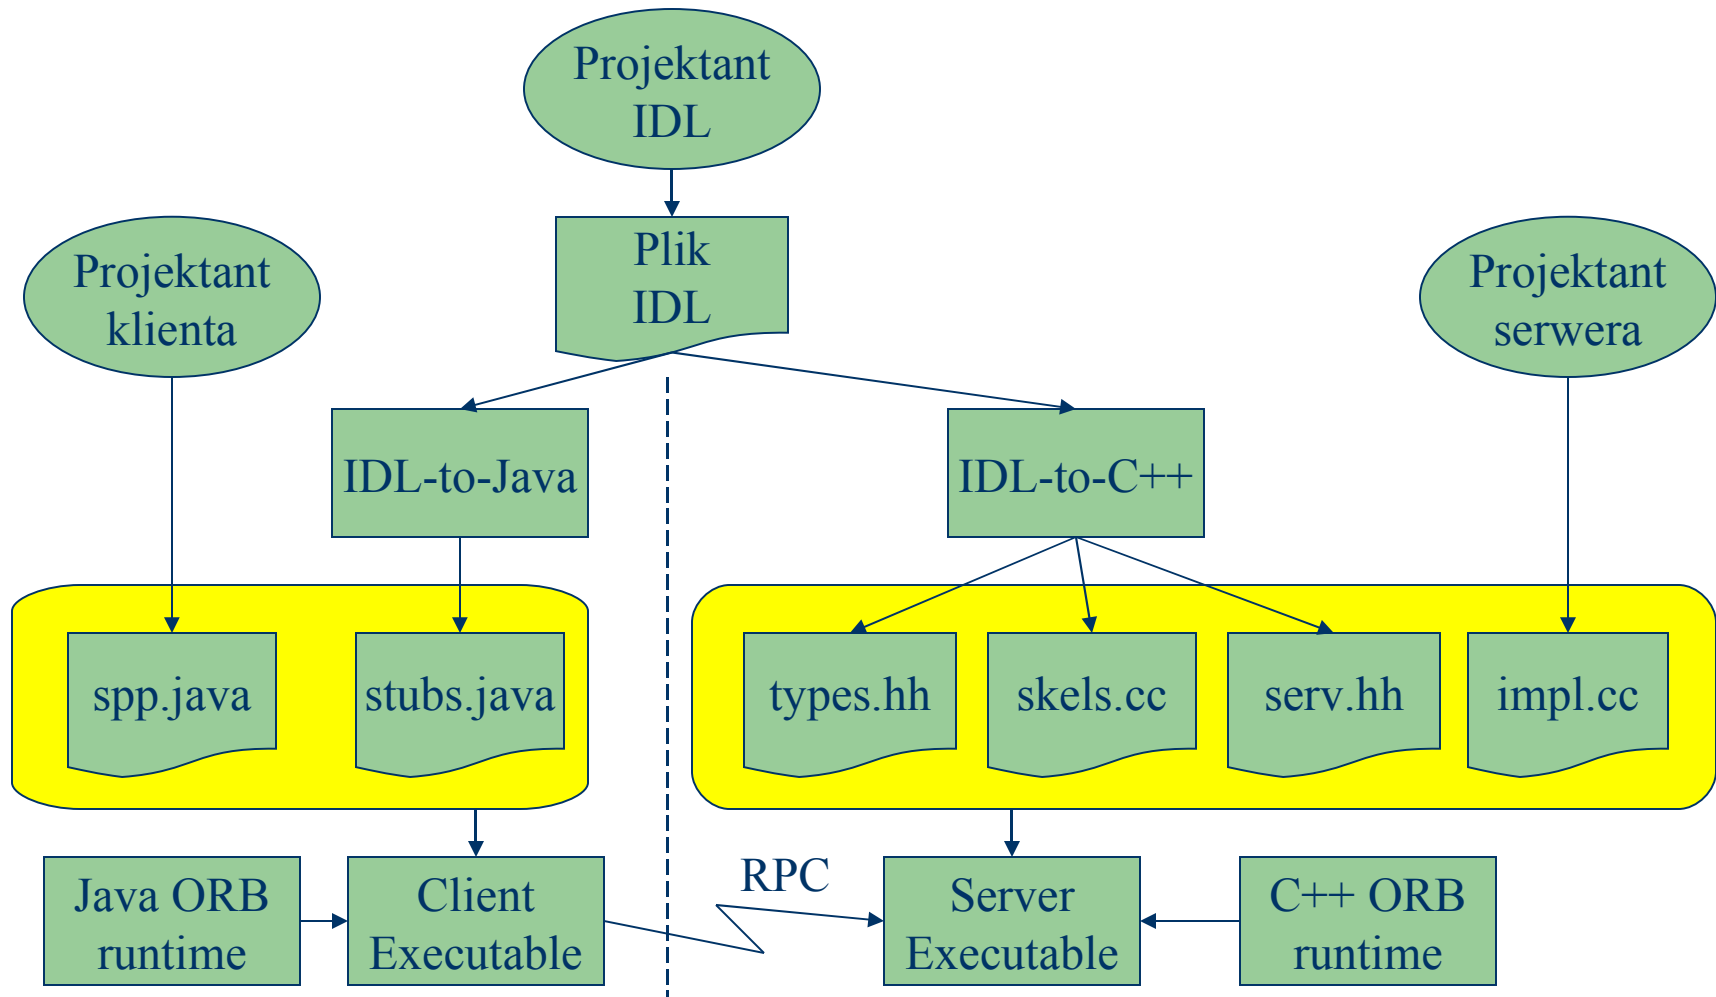 Projektant
IDL
Plik
IDL
Projektant
klienta
Projektant
serwera
IDL-to-Java
IDL-to-C++
spp.java
stubs.java
types.hh
skels.cc
serv.hh
impl.cc
RPC
Java ORB
runtime
Client
Executable
Server
Executable
C++ ORB
runtime